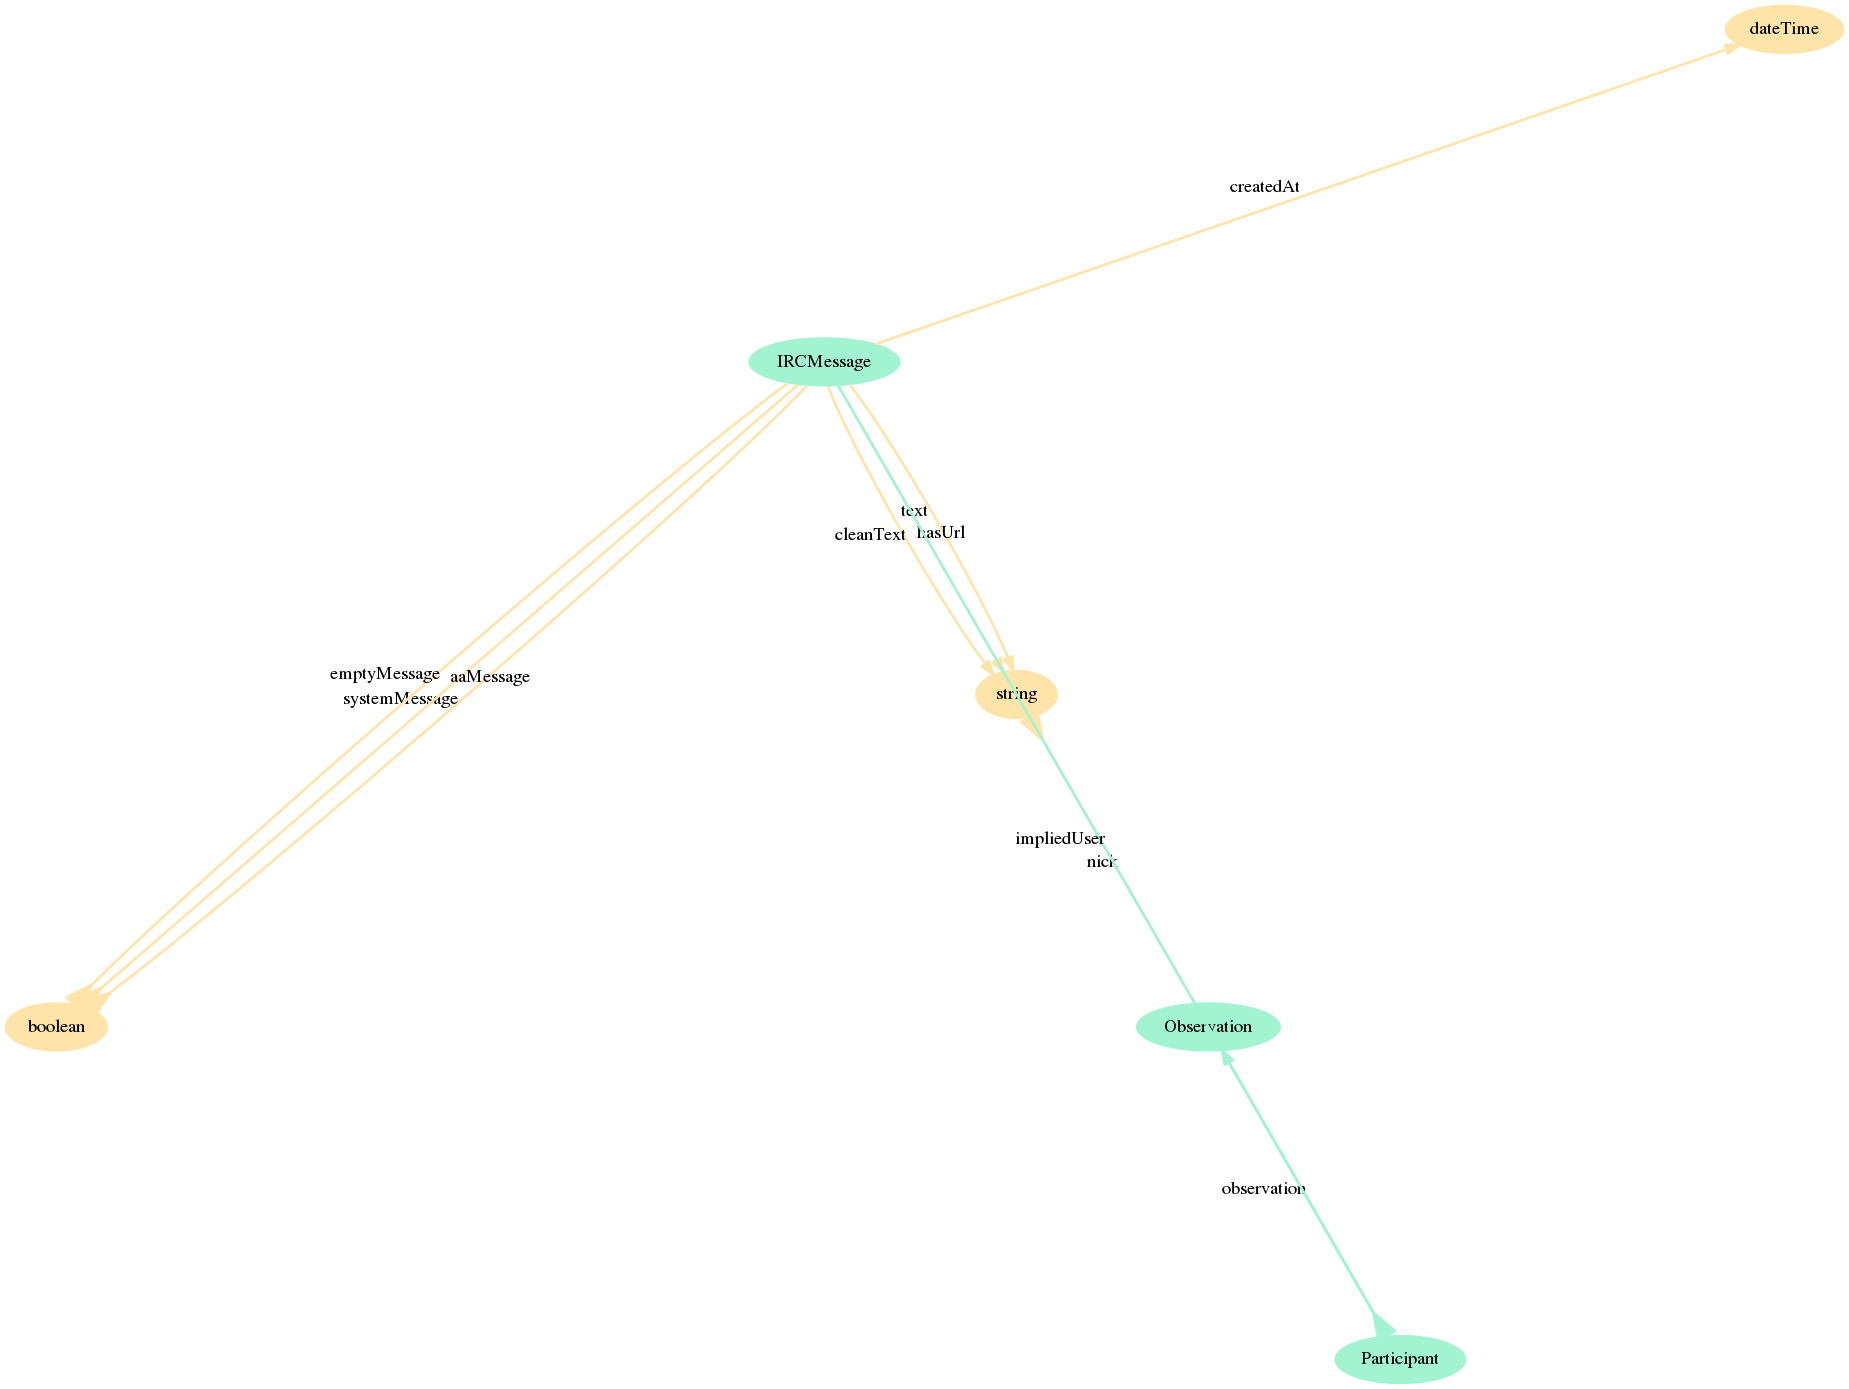 dateTime
createdAt
IRCMessage
text
hasUrl
cleanText
emptyMessage
aaMessage
systemMessage
string
impliedUser
nick
boolean
Observation
observation
Participant